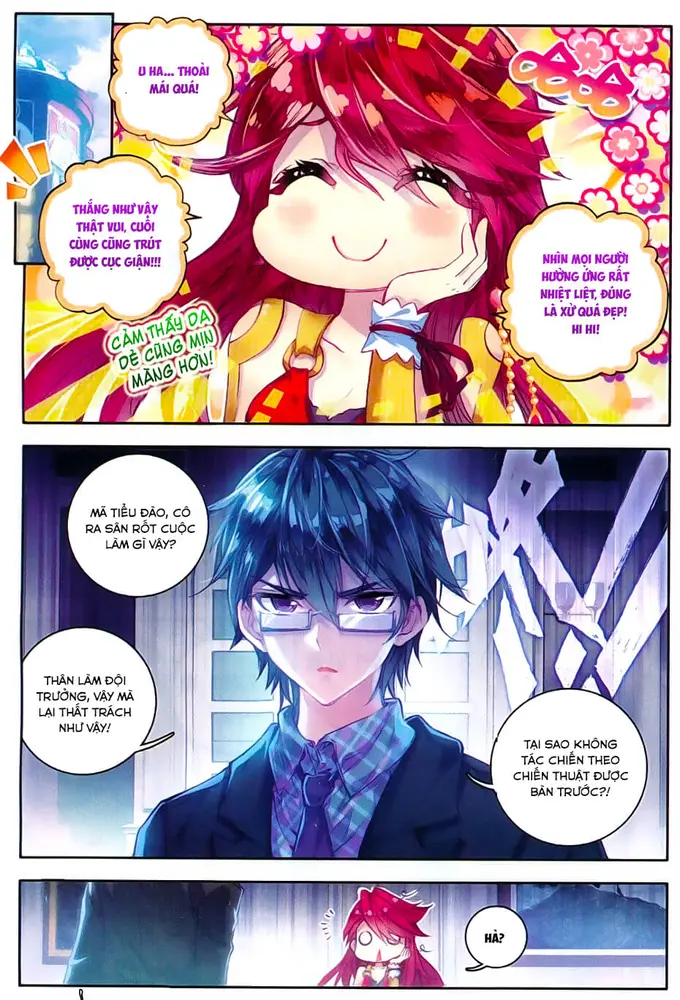 U HA... THOẢI
MÁI QUÁ!
THẮNG NHƯ VẬY
THẬT VUI, CUỐI
CÙNG CŨNG TRÚT
ĐƯỢC CỤC GIẬN!!!
NHÌN MỌI NGƯỜI
HƯỞNG ỨNG RẤT
NHIỆT LIỆT, ĐÚNG
LÀ XỬ QUÁ ĐẸP!
HI HI!
CẢM THẤY DA
DẺ CŨNG MỊN
MÀNG HƠN!
MÃ TIỂU ĐÀO, CÔ
RA SÂN RỐT CUỘC
LÀM GÌ VẬY?
THÂN LÀM ĐỘI
TRƯỞNG, VẬY MÀ
LẠI THẤT TRÁCH
NHƯ VẬY!
TẠI SAO KHÔNG
TÁC CHIẾN THEO
CHIẾN THUẬT ĐƯỢC
BÀN TRƯỚC?!
HẢ?